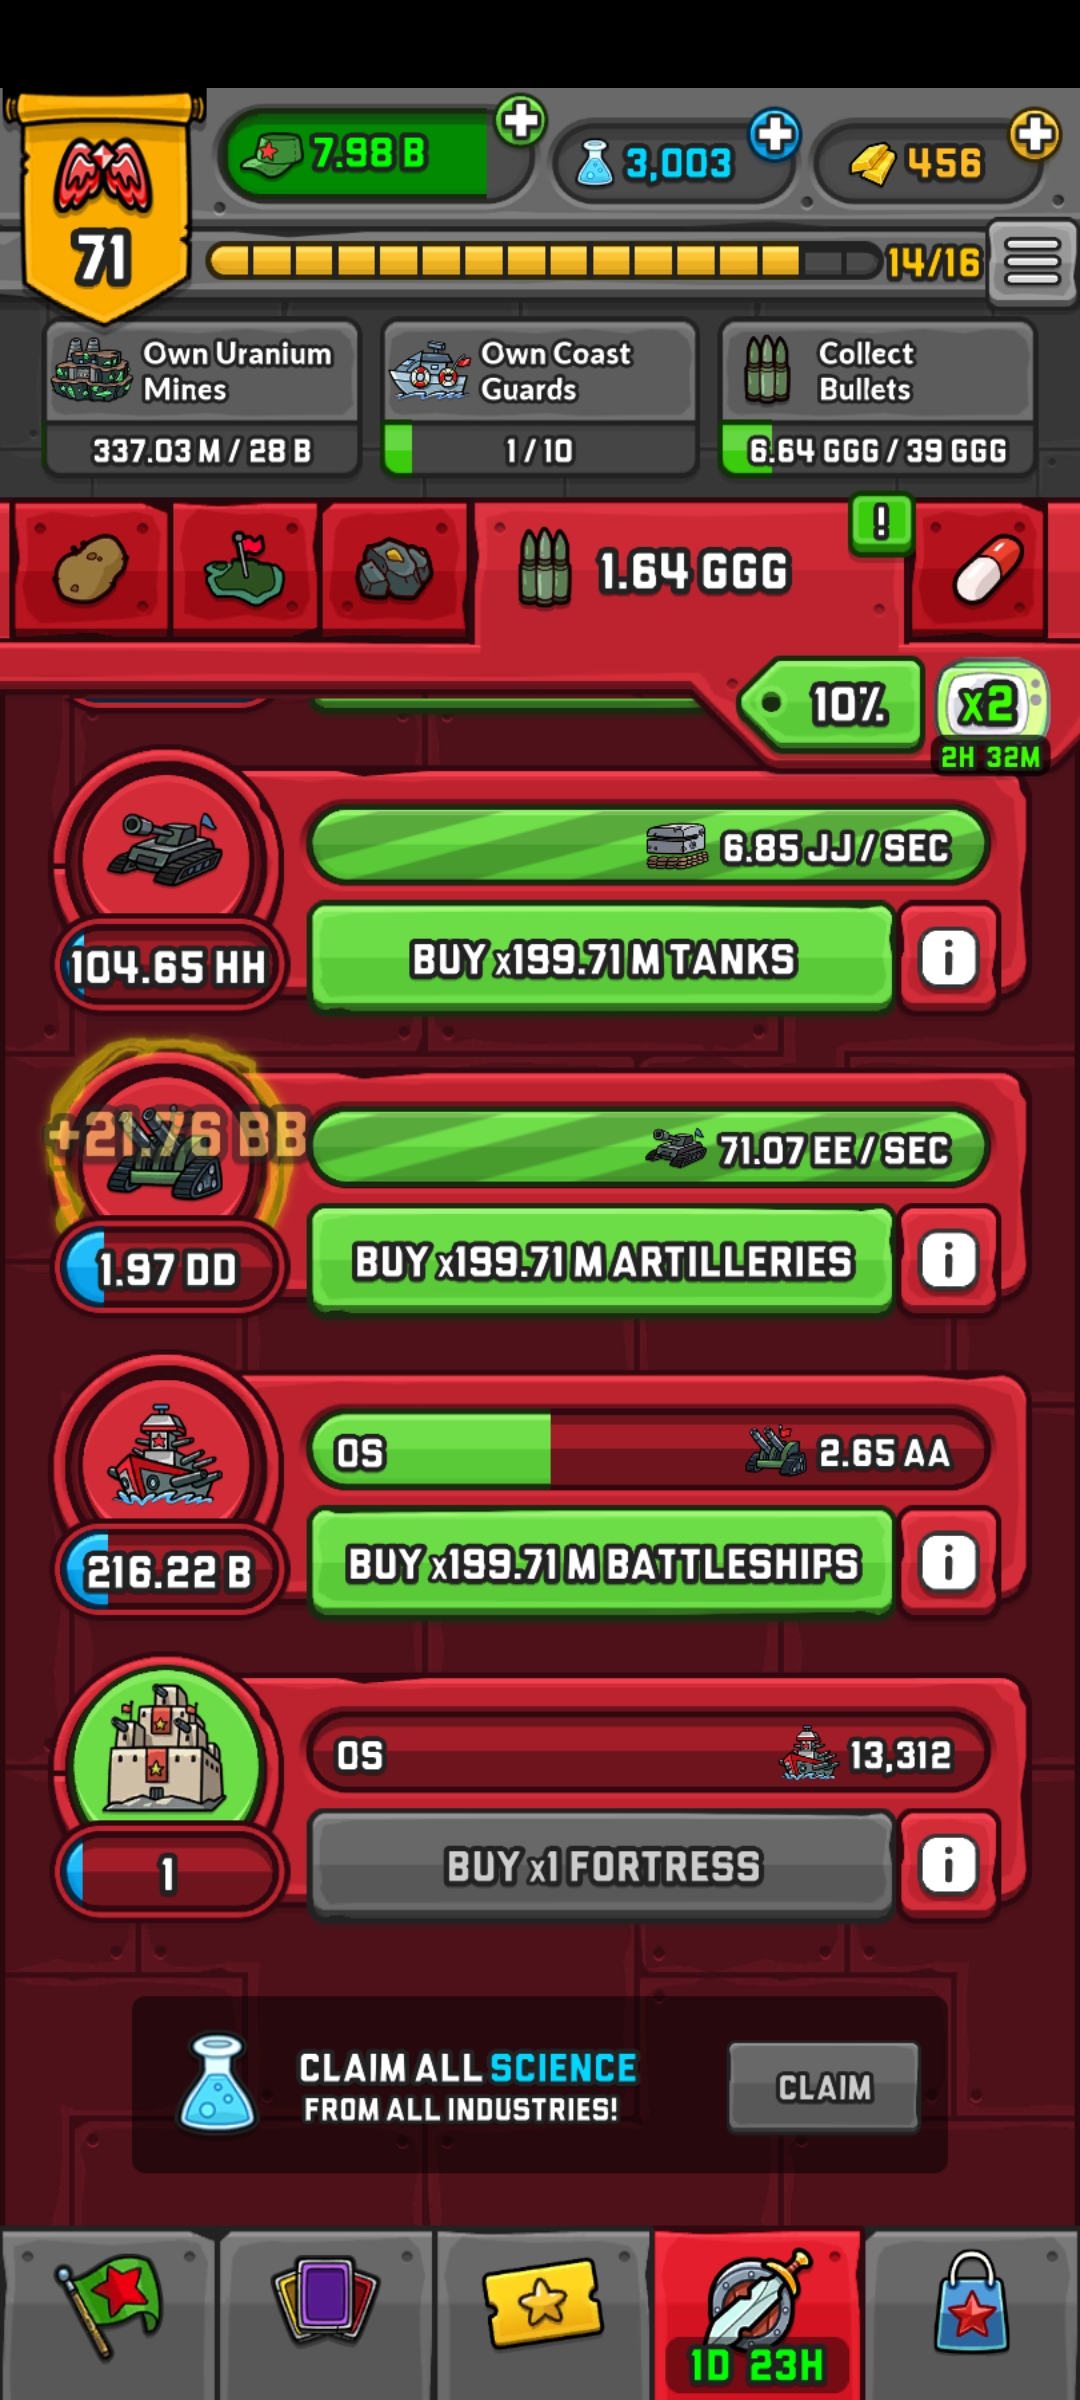 7.98 B
3,003
456
71
14/16
Own Uranium
Mines
337.03 M / 28 B
Own Coast
Guards
1 / 10
Collect
Bullets
6.64 GGG / 39 GGG
1.64 GGG
!
10%
x2
2H 32M
6.85 JJ / SEC
104.65 HH
BUY x199.71 M TANKS
i
+21.76 BB
71.07 EE / SEC
1.97 DD
BUY x199.71 M ARTILLERIES
i
0S
2.65 AA
216.22 B
BUY x199.71 M BATTLESHIPS
i
0S
13,312
1
BUY x1 FORTRESS
i
CLAIM ALL SCIENCE
FROM ALL INDUSTRIES!
CLAIM
1D 23H